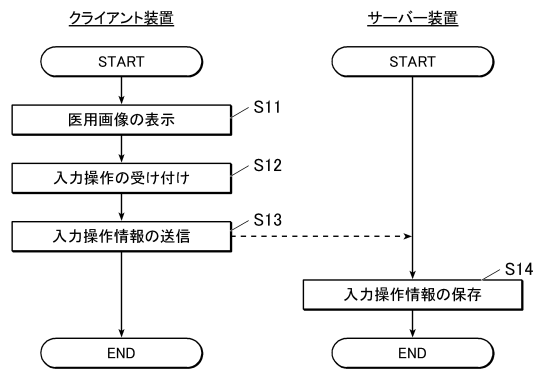 クライアント装置
サーバー装置
START
START
医用画像の表示
S11
入力操作の受け付け
S12
入力操作情報の送信
S13
入力操作情報の保存
S14
END
END